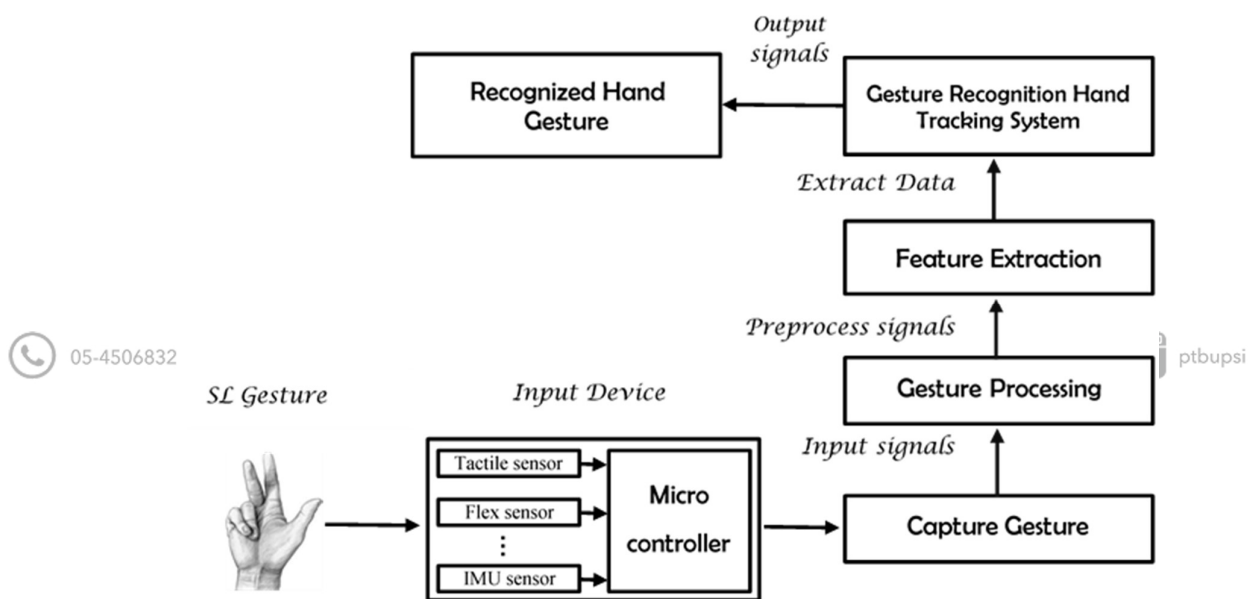 Output
signals
Recognized Hand
Gesture
Gesture Recognition Hand
Tracking System
Extract Data
Feature Extraction
Preprocess signals
05-4506832
ptbupsi
Gesture Processing
SL Gesture
Input Device
Input signals
Tactile sensor
Flex sensor
⋮
IMU sensor
Micro
controller
Capture Gesture